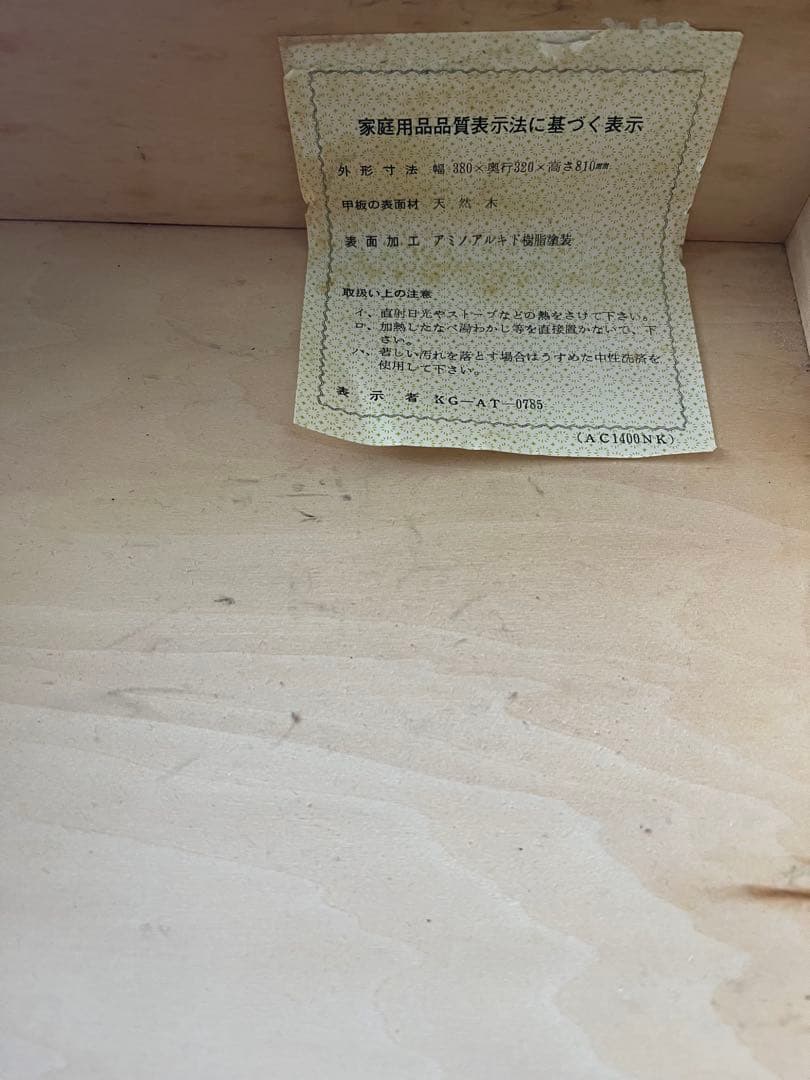 家庭用品品質表示法に基づく表示
外形寸法 幅 380×奥行320×高さ810㎜
甲板の表面材 天然木
表面加工 アミノアルキド樹脂塗装
取扱い上の注意
イ、直射日光やストーブなどの熱をさけて下さい。
ロ、加熱したなべ湯わかし等を直接置かないで、下
さい。
ハ、著しい汚れを落とす場合はうすめた中性洗済を
使用して下さい。
表示者 KG—AT—0785
(AC1400NK)